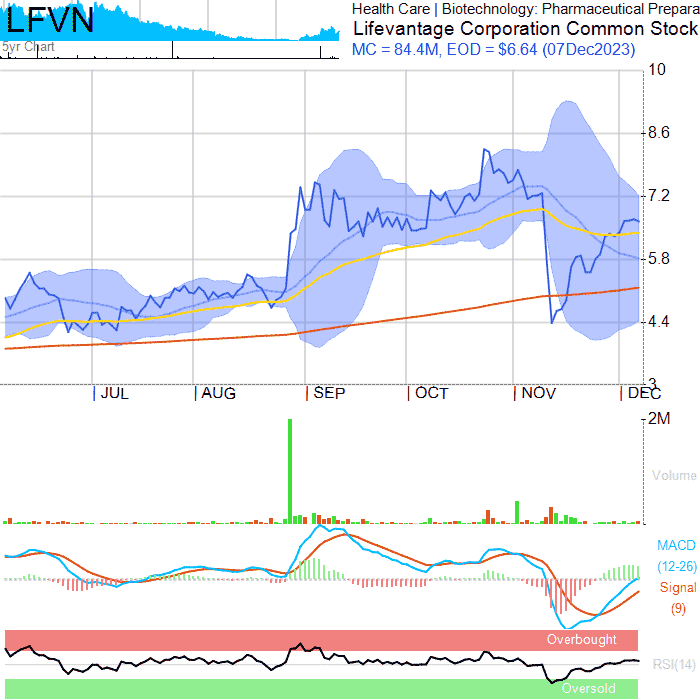 LFVN
5yr Chart
Health Care | Biotechnology: Pharmaceutical Prepara
Lifevantage Corporation Common Stock
MC = 84.4M, EOD = $6.64 (07Dec2023)
10
8.6
7.2
5.8
4.4
3
JUL AUG SEP OCT NOV DEC
2M
Volume
MACD
(12-26)
Signal
(9)
Overbought
RSI(14)
Oversold